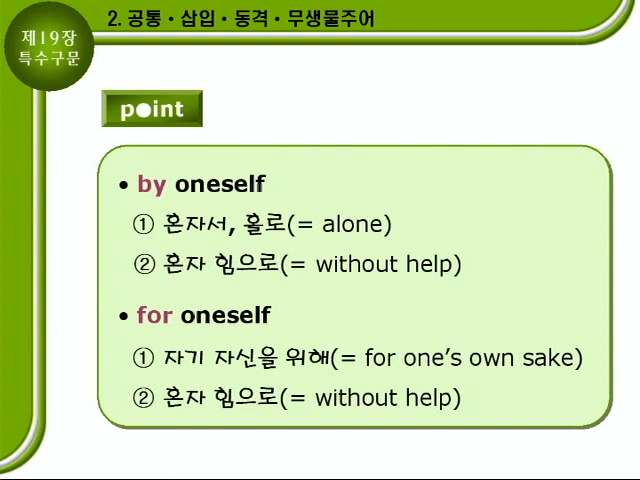 제19장
특수구문
2. 공통 • 삽입 • 동격 • 무생물주어
point
• by oneself
① 혼자서, 홀로(= alone)
② 혼자 힘으로(= without help)
• for oneself
① 자기 자신을 위해(= for one’s own sake)
② 혼자 힘으로(= without help)